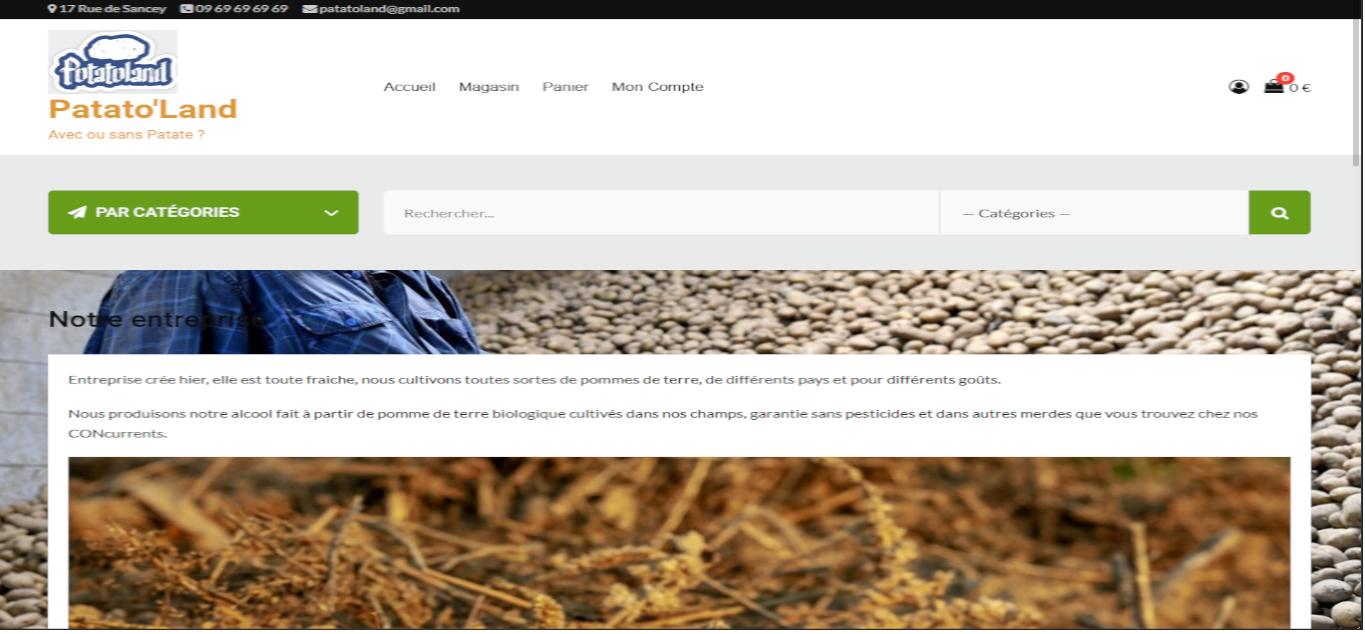 17 Rue de Sancey 09 69 69 69 69 patatoland@gmail.com
Potatoland
Patato'Land
Avec ou sans Patate ?
Accueil Magasin Panier Mon Compte
0
0 €
PAR CATÉGORIES
Rechercher...
— Catégories —
Notre entreprise
Entreprise crée hier, elle est toute fraiche, nous cultivons toutes sortes de pommes de terre, de différents pays et pour différents goûts.
Nous produisons notre alcool fait à partir de pomme de terre biologique cultivés dans nos champs, garantie sans pesticides et dans autres merdes que vous trouvez chez nos
CONcurrents.